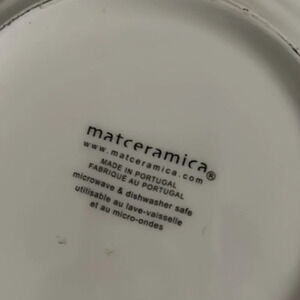 matceramica®
www.matceramica.com
MADE IN PORTUGAL
FABRIQUE AU PORTUGAL
microwave & dishwasher safe
utilisable au lave-vaisselle
et au micro-ondes